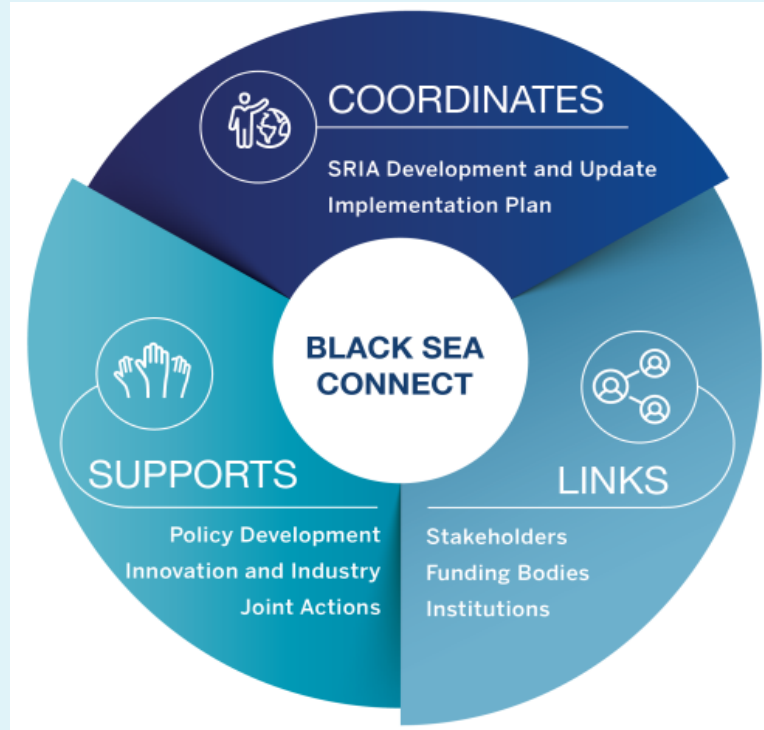 COORDINATES
SRIA Development and Update
Implementation Plan
BLACK SEA
CONNECT
SUPPORTS
Policy Development
Innovation and Industry
Joint Actions
LINKS
Stakeholders
Funding Bodies
Institutions